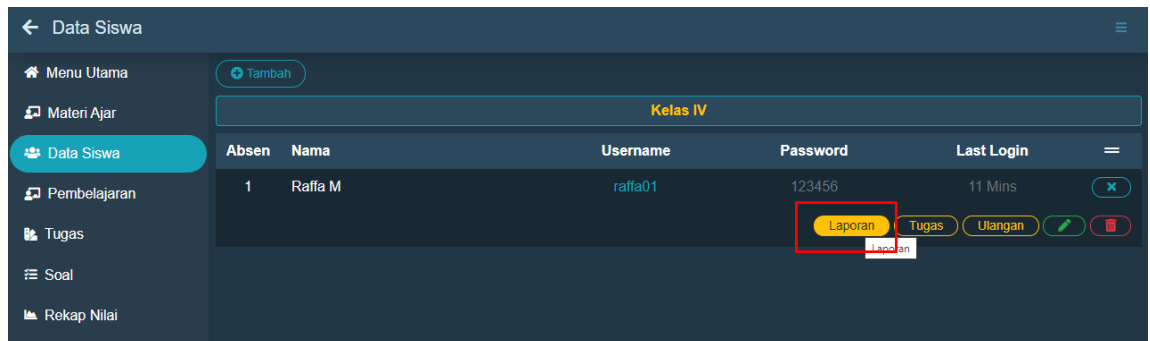 Data Siswa
Menu Utama
Materi Ajar
Data Siswa
Pembelajaran
Tugas
Soal
Rekap Nilai
Tambah
Kelas IV
Absen Nama Username Password Last Login
1 Raffa M raffa01 123456 11 Mins
Laporan Tugas Ulangan
Laporan